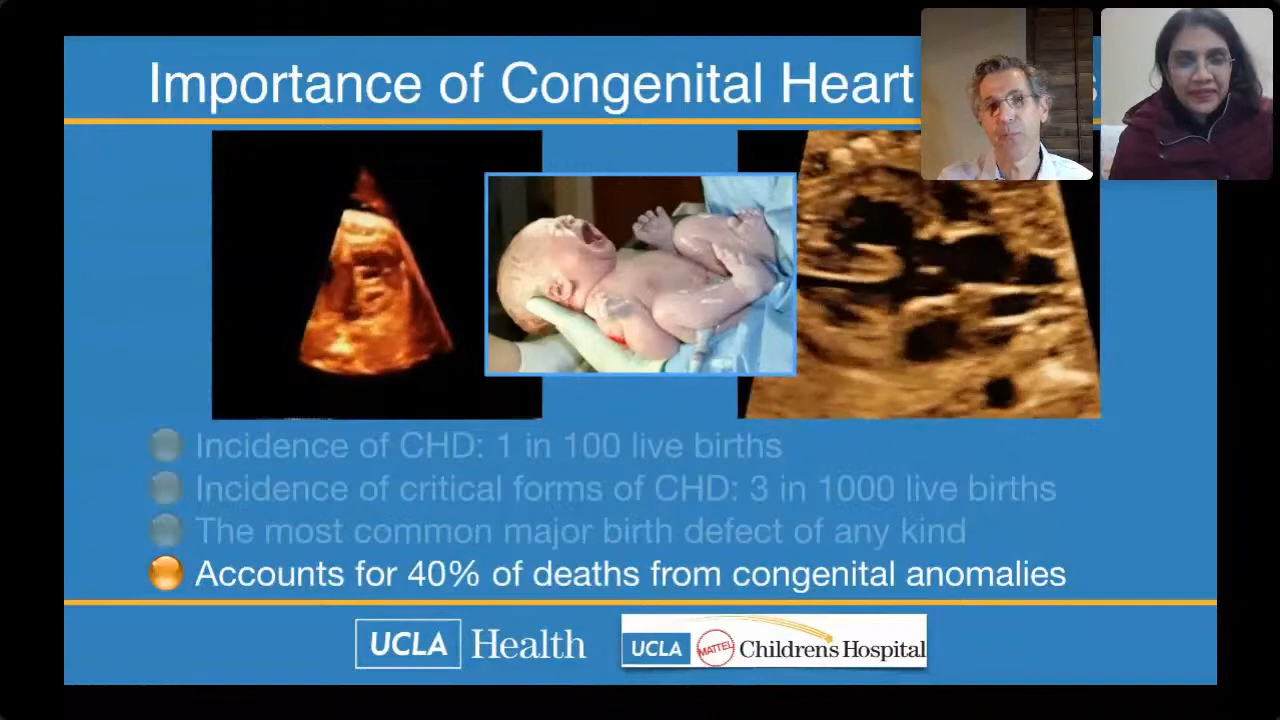 Importance of Congenital Heart
Incidence of CHD: 1 in 100 live births
Incidence of critical forms of CHD: 3 in 1000 live births
The most common major birth defect of any kind
Accounts for 40% of deaths from congenital anomalies
UCLA Health
UCLA MATTEL Childrens Hospital